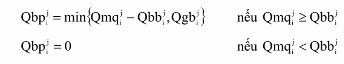 Qbp_i^j = min{Qmq_i^j − Qbb_i^j, Qgb_i^j} nếu Qmq_i^j ≥ Qbb_i^j
Qbp_i^j = 0 nếu Qmq_i^j < Qbb_i^j